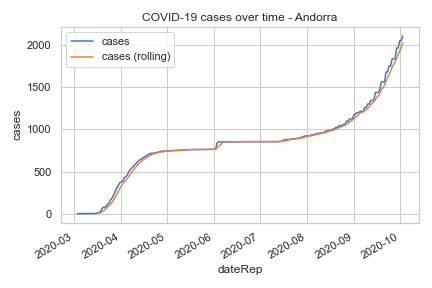 COVID-19 cases over time - Andorra
cases
cases (rolling)
2000
1500
1000
500
0
cases
2020-03
2020-04
2020-05
2020-06
2020-07
2020-08
2020-09
2020-10
dateRep